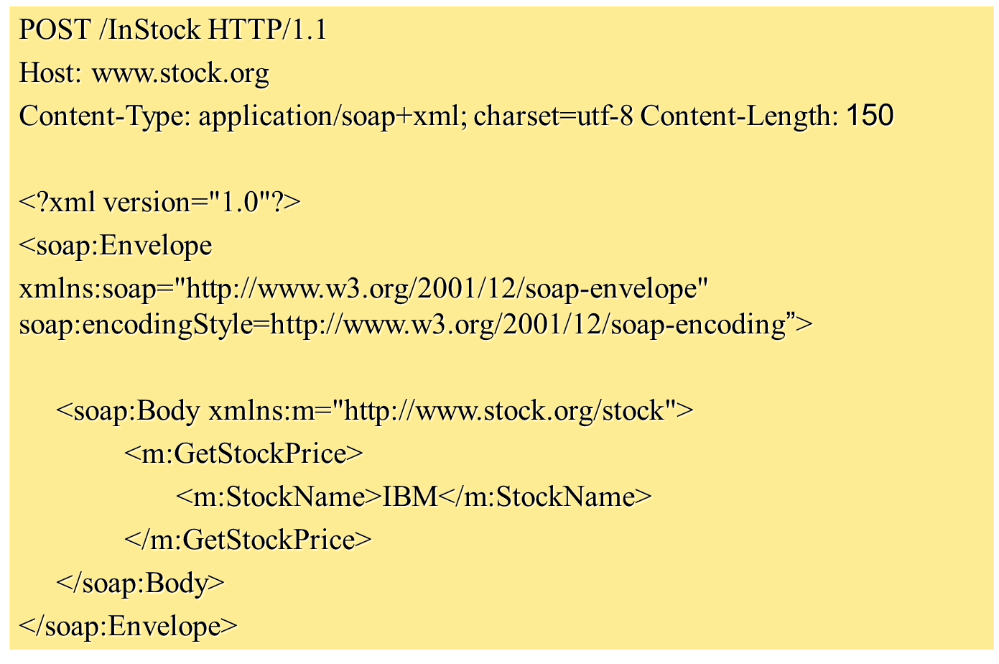 POST /InStock HTTP/1.1
Host: www.stock.org
Content-Type: application/soap+xml; charset=utf-8 Content-Length: 150
<?xml version="1.0"?>
<soap:Envelope
xmlns:soap="http://www.w3.org/2001/12/soap-envelope"
soap:encodingStyle=http://www.w3.org/2001/12/soap-encoding”>
<soap:Body xmlns:m="http://www.stock.org/stock">
<m:GetStockPrice>
<m:StockName>IBM</m:StockName>
</m:GetStockPrice>
</soap:Body>
</soap:Envelope>